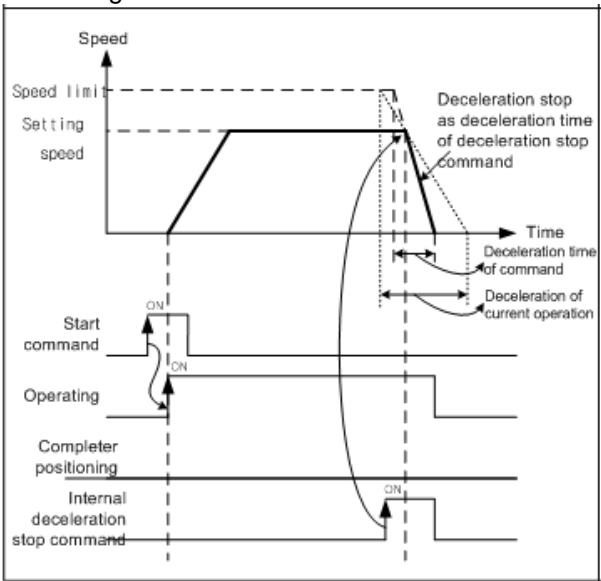 Speed
Speed limit
Setting
speed
Deceleration stop
as deceleration time
of deceleration stop
command
Time
Deceleration time
of command
Deceleration of
current operation
ON
Start
command
ON
Operating
Completer
positioning
ON
Internal
deceleration
stop command